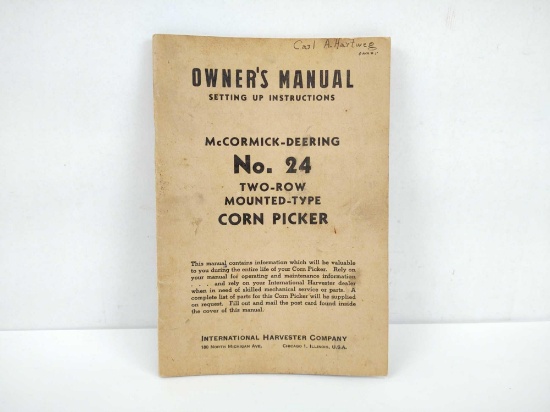 Carl A. Hartwee
owner
OWNER'S MANUAL
SETTING UP INSTRUCTIONS
McCORMICK-DEERING
No. 24
TWO-ROW
MOUNTED-TYPE
CORN PICKER
This manual contains information which will be valuable
to you during the entire life of your Corn Picker. Rely on
your manual for operating and maintenance information
. . . . and rely on your International Harvester dealer
when in need of skilled mechanical service or parts. A
complete list of parts for this Corn Picker will be supplied
on request. Fill out and mail the post card found inside
the cover of this manual.
INTERNATIONAL HARVESTER COMPANY
180 NORTH MICHIGAN AVE. CHICAGO 1, ILLINOIS, U.S.A.